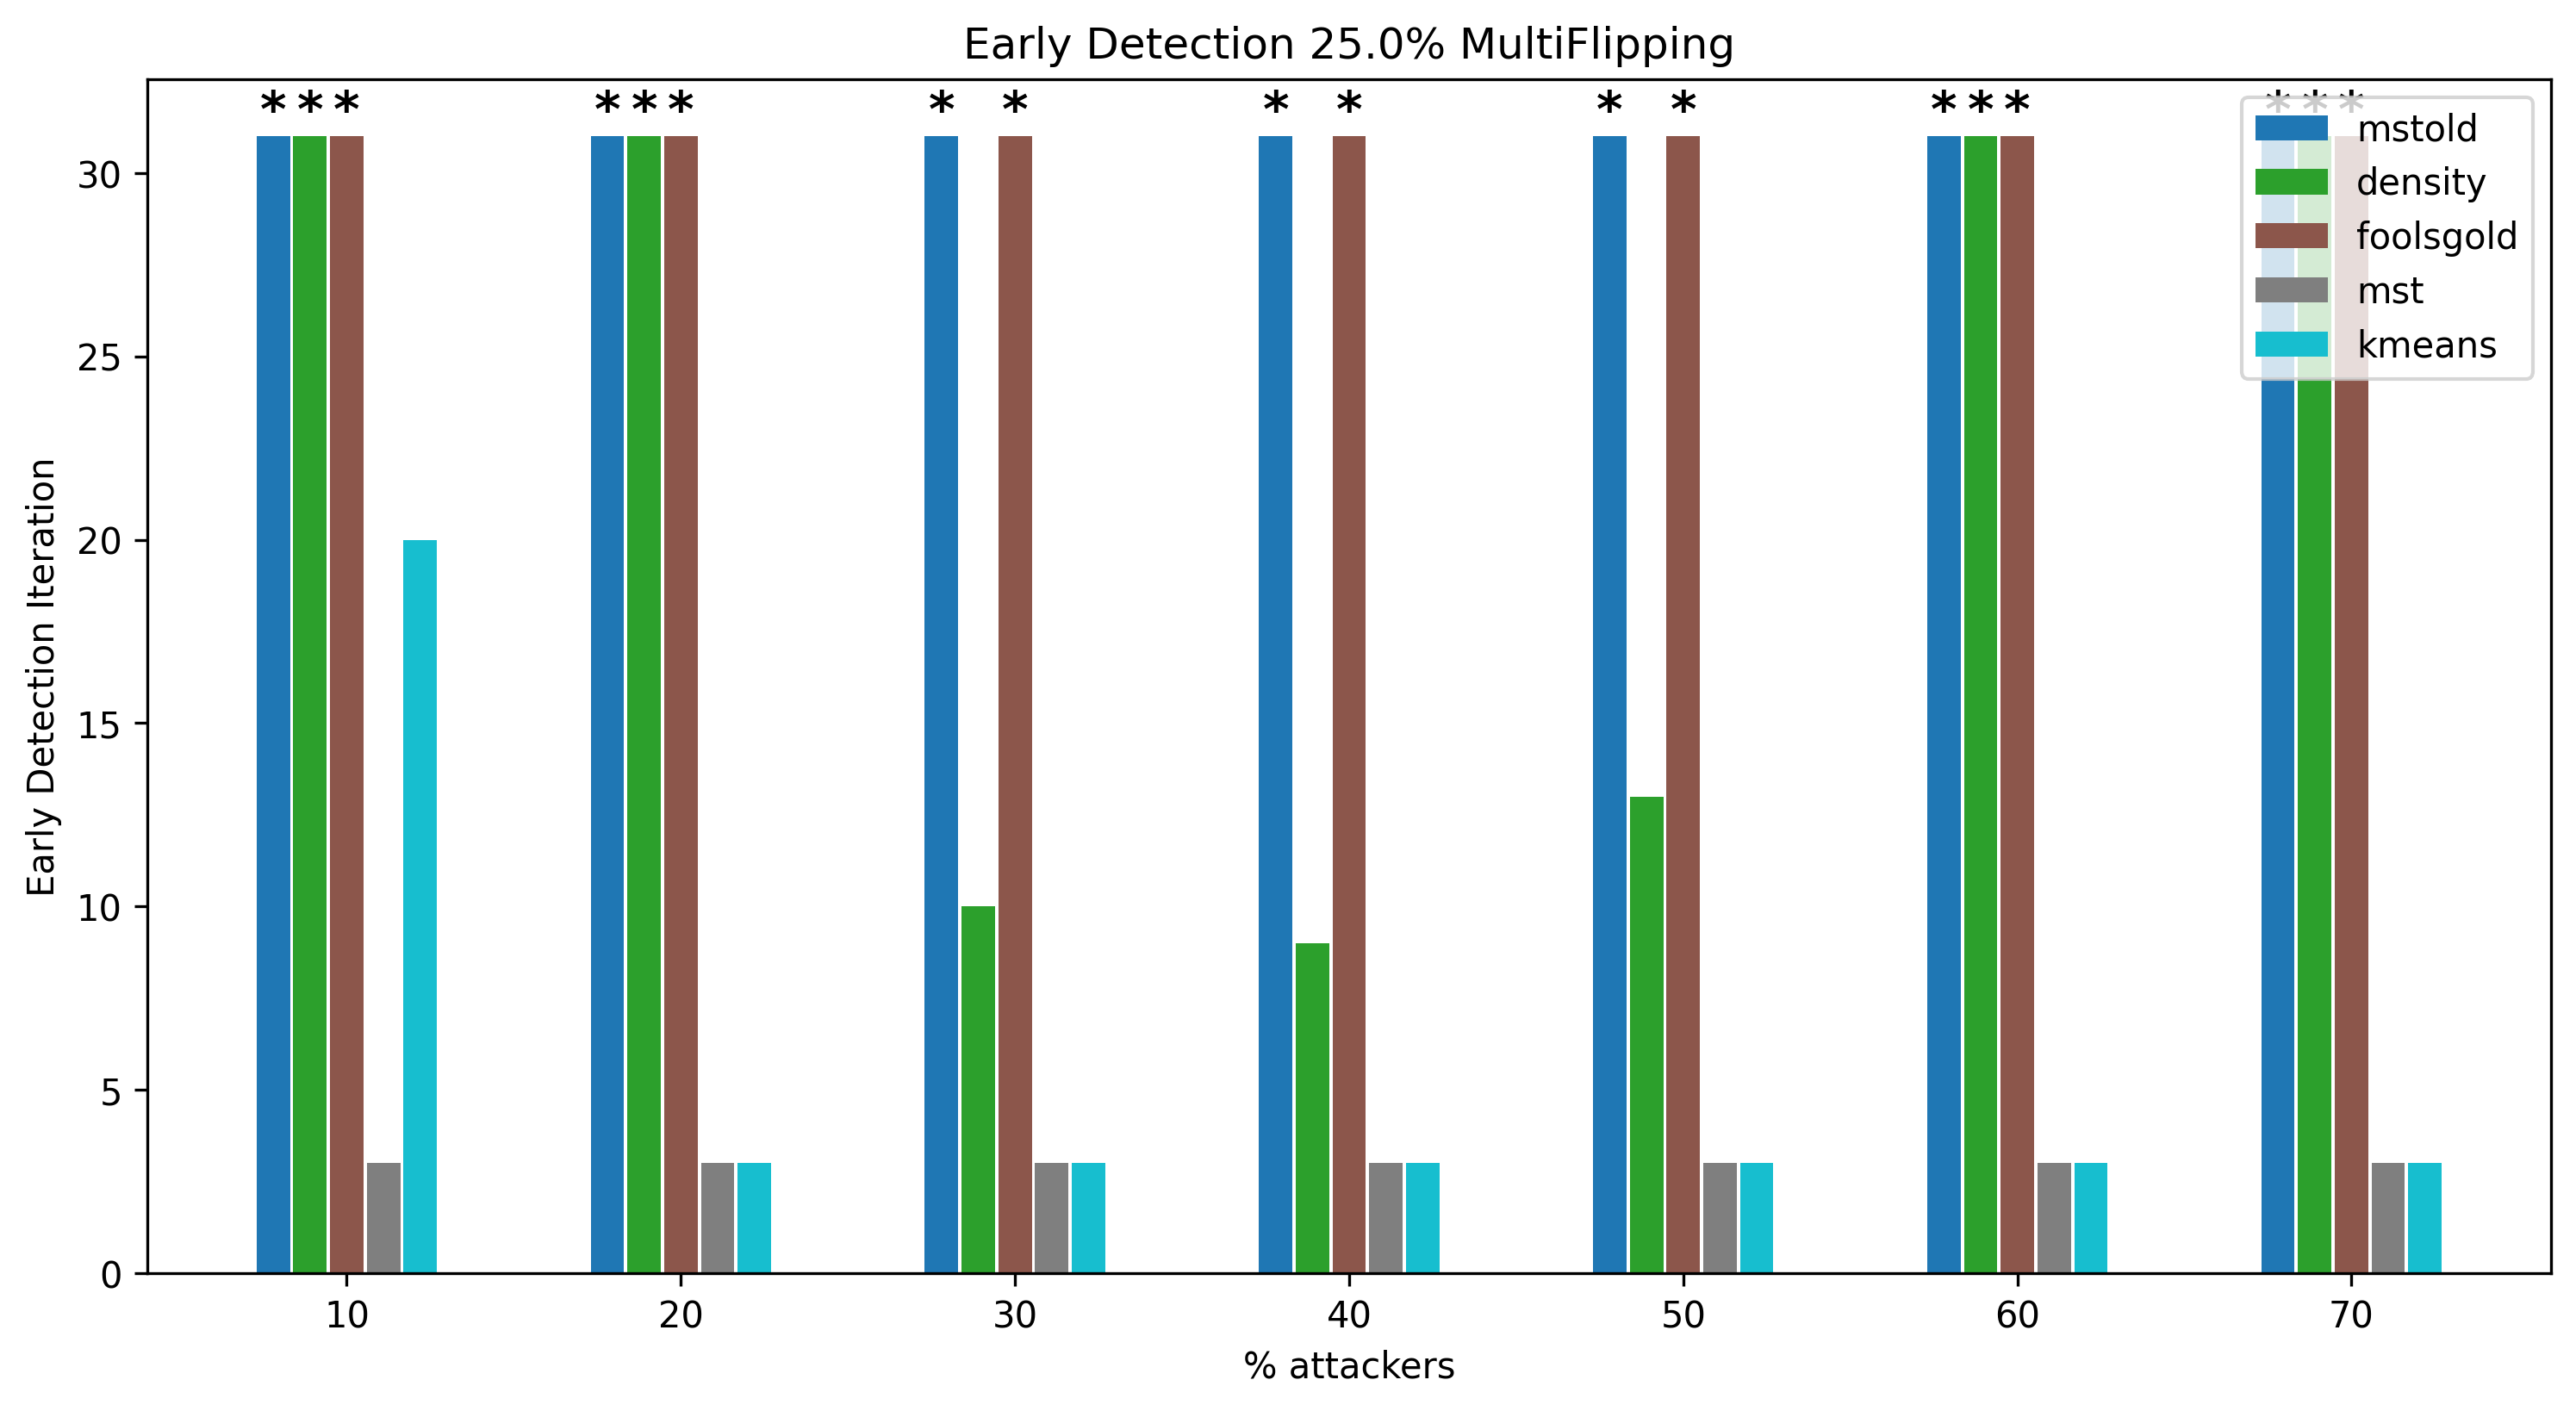 Early Detection 25.0% MultiFlipping
* * * * * * * * * * * * * * * * * *
mstold
density
foolsgold
mst
kmeans
Early Detection Iteration
30
25
20
15
10
5
0
10 20 30 40 50 60 70
% attackers